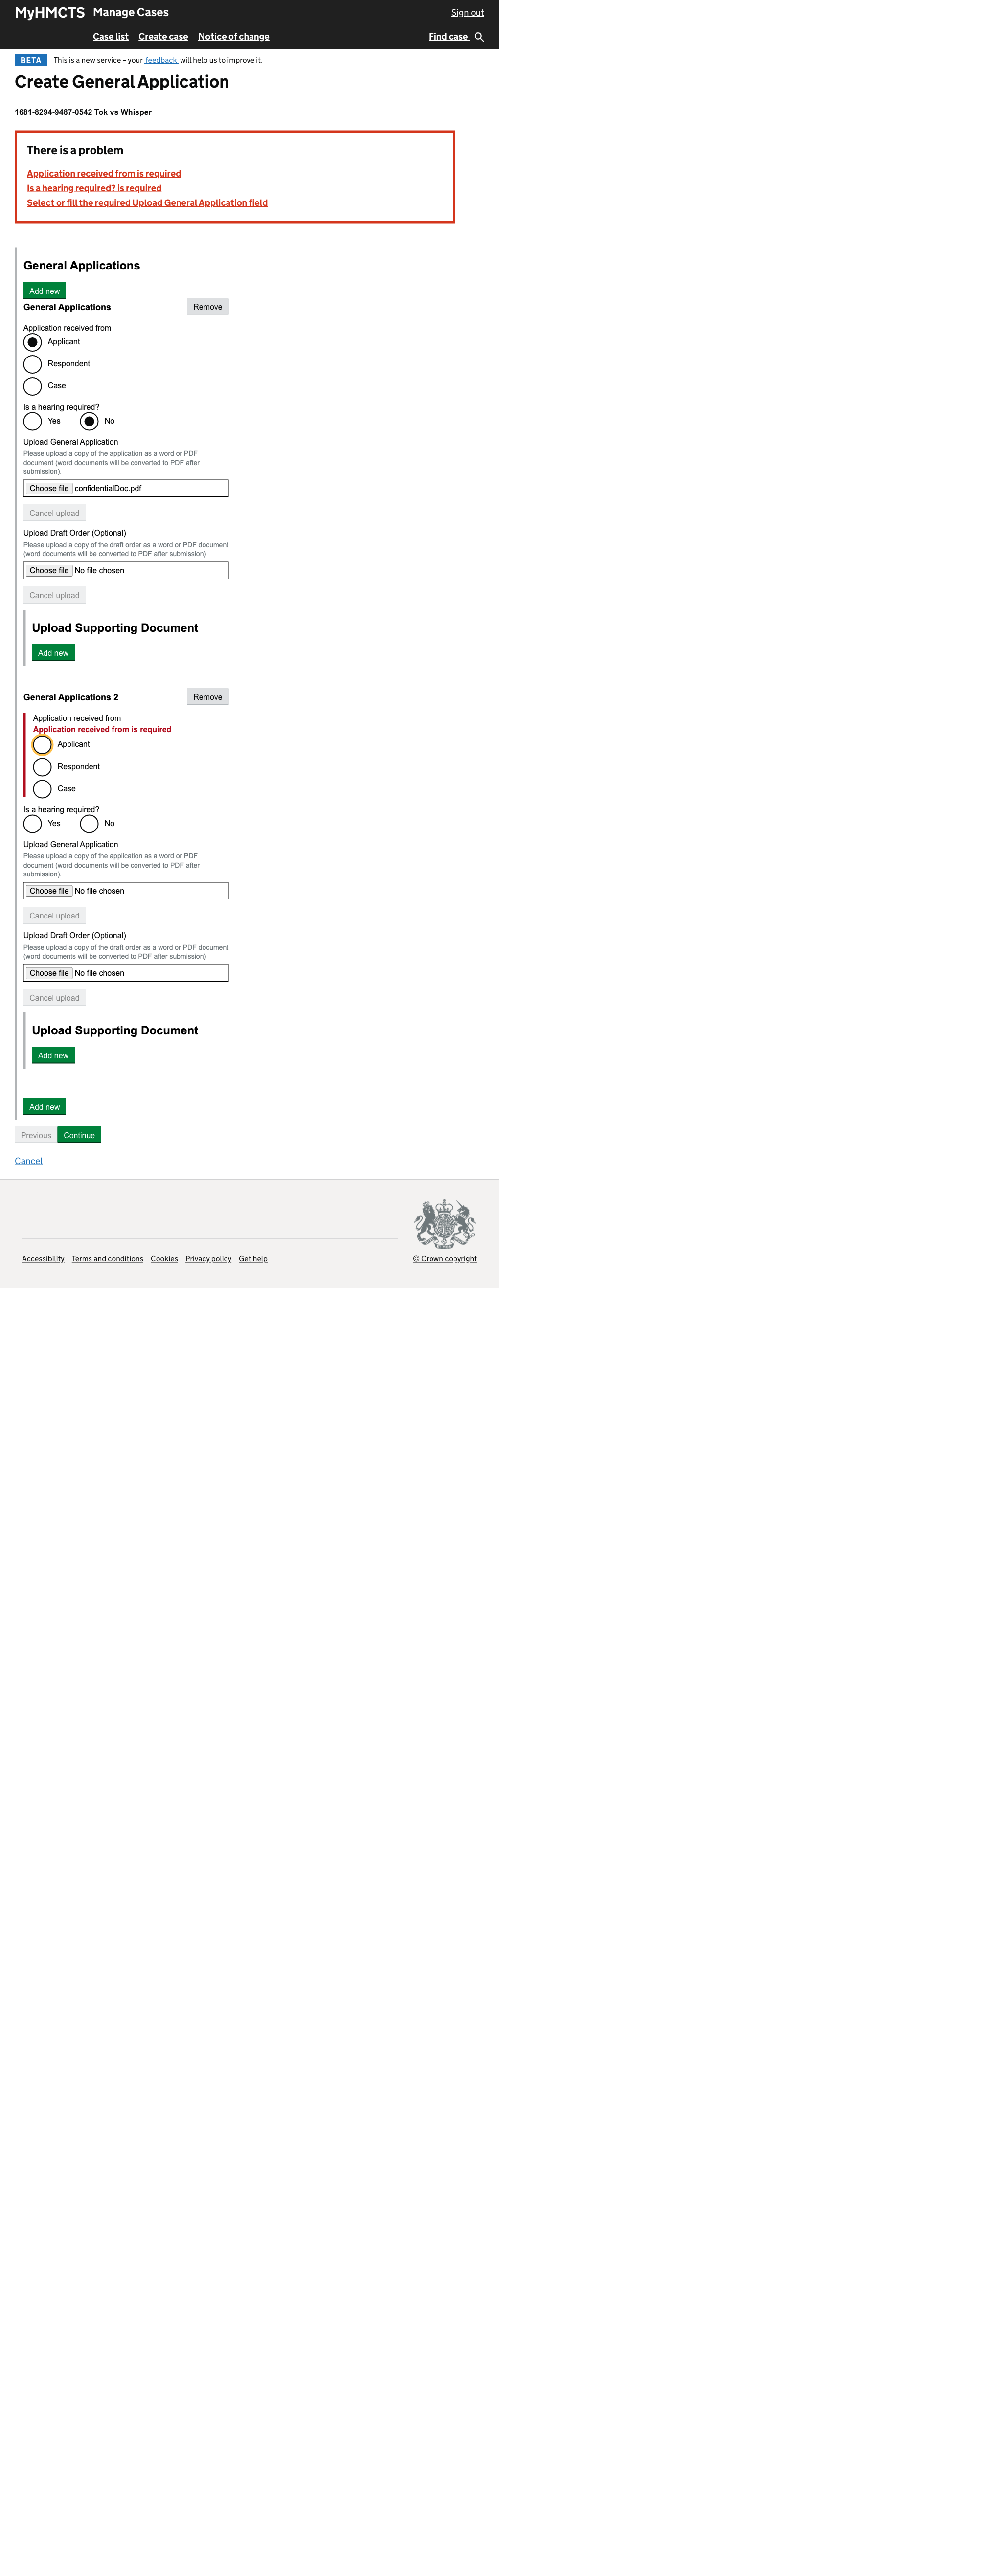 MyHMCTS Manage Cases Sign out
Case list Create case Notice of change Find case
BETA This is a new service – your feedback will help us to improve it.
Create General Application
1681-8294-9487-0542 Tok vs Whisper
There is a problem
Application received from is required
Is a hearing required? is required
Select or fill the required Upload General Application field
General Applications
Add new
General Applications Remove
Application received from
Applicant
Respondent
Case
Is a hearing required?
Yes No
Upload General Application
Please upload a copy of the application as a word or PDF
document (word documents will be converted to PDF after
submission).
Choose file confidentialDoc.pdf
Cancel upload
Upload Draft Order (Optional)
Please upload a copy of the draft order as a word or PDF document
(word documents will be converted to PDF after submission)
Choose file No file chosen
Cancel upload
Upload Supporting Document
Add new
General Applications 2 Remove
Application received from
Application received from is required
Applicant
Respondent
Case
Is a hearing required?
Yes No
Upload General Application
Please upload a copy of the application as a word or PDF
document (word documents will be converted to PDF after
submission).
Choose file No file chosen
Cancel upload
Upload Draft Order (Optional)
Please upload a copy of the draft order as a word or PDF document
(word documents will be converted to PDF after submission)
Choose file No file chosen
Cancel upload
Upload Supporting Document
Add new
Add new
Previous Continue
Cancel
Accessibility Terms and conditions Cookies Privacy policy Get help © Crown copyright